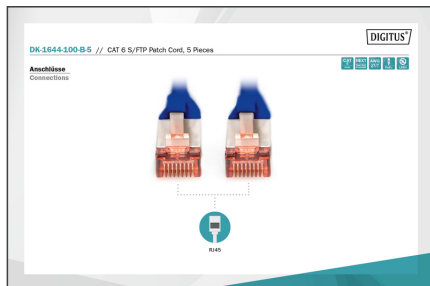 DIGITUS®
DK-1644-100-B-5 // CAT 6 S/FTP Patch Cord, 5 Pieces
Anschlüsse
Connections
RJ45